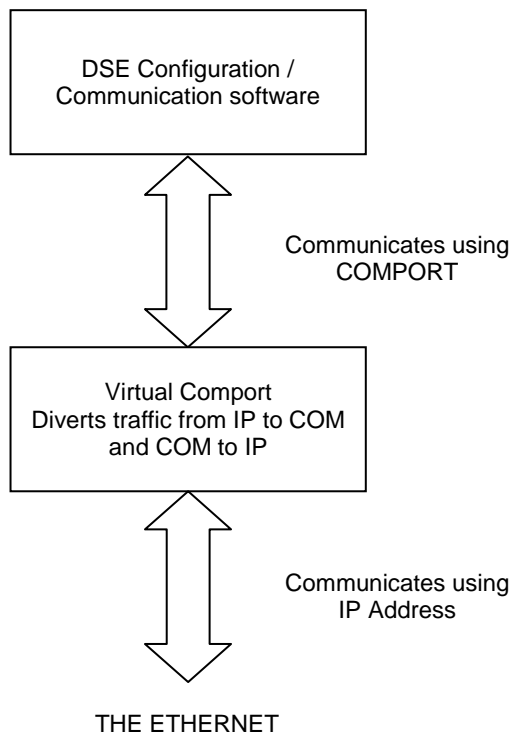 DSE Configuration /
Communication software
Communicates using
COMPORT
Virtual Comport
Diverts traffic from IP to COM
and COM to IP
Communicates using
IP Address
THE ETHERNET